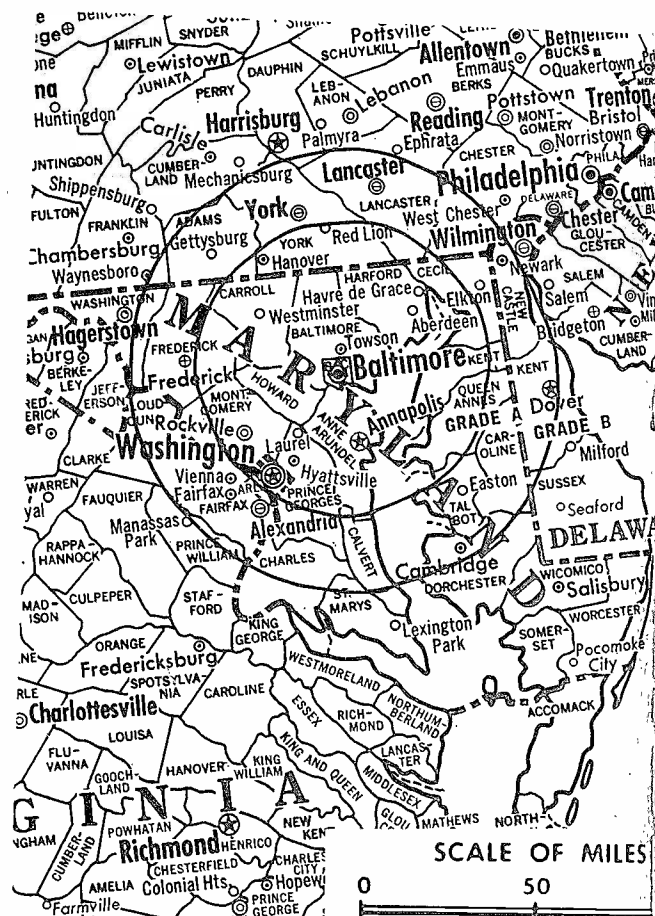 MIFFLIN
SNYDER
Pottsville
SCHUYLKILL
Allentown
Bethlehem
BUCKS
Lewistown
JUNIATA
DAUPHIN
Emmaus
Quakertown
PERRY
LEB-
ANON
Lebanon
BERKS
Huntingdon
Carlisle
Harrisburg
Palmyra
Reading
Ephrata
Pottstown
MONT-
GOMERY
Norristown
Trenton
Bristol
CUMBER-
LAND
Mechanicsburg
Lancaster
CHESTER
Philadelphia
PHILA
Shippensburg
FULTON
FRANKLIN
ADAMS
Gettysburg
York
LANCASTER
West Chester
DELAWARE
Chester
CAMDEN
GLOU-
CESTER
Chambersburg
Waynesboro
YORK
Red Lion
Hanover
Wilmington
Newark
SALEM
Salem
WASHINGTON
CARROLL
HARFORD
CECIL
Elkton
NEW
CASTLE
Hagerstown
Westminster
BALTIMORE
Havre de Grace
Aberdeen
Bridgeton
CUMBER-
LAND
MARYLAND
BERKE-
LEY
FREDERICK
Frederick
Towson
Baltimore
KENT
KENT
JEFF-
ERSON
LOUD
OUN
MONT-
GOMERY
HOWARD
ANNE
ARUNDEL
Annapolis
QUEEN
ANNES
GRADE A
GRADE B
Dover
Rockville
Laurel
CAR-
OLINE
Milford
CLARKE
Washington
Hyattsville
WARREN
FAUQUIER
Vienna
Fairfax
FAIRFAX
PRINCE
GEORGES
TAL
BOT
Easton
SUSSEX
Seaford
Manassas
Park
Alexandria
CALVERT
DELAWA
RAPPA-
HANNOCK
PRINCE
WILLIAM
CHARLES
Cambridge
DORCHESTER
WICOMICO
Salisbury
MAD-
ISON
CULPEPER
STAF-
FORD
ST.
MARYS
WORCESTER
KING
GEORGE
Lexington
Park
SOMER-
SET
Pocomoke
City
ORANGE
Fredericksburg
SPOTSYLVA-
NIA
WESTMORELAND
CAROLINE
Charlottesville
LOUISA
ESSEX
RICH-
MOND
NORTHUM-
BERLAND
ACCOMACK
FLU-
VANNA
GOOCH-
LAND
HANOVER
KING
WILLIAM
KING AND QUEEN
LANCAS-
TER
MIDDLESEX
GINIA
POWHATAN
NEW
KEN
GLOU
MATHEWS
NORTH-
CUMBER-
LAND
Richmond
HENRICO
CHESTERFIELD
CHARLES
CITY
SCALE OF MILES
AMELIA
Colonial Hts.
Hopew
PRINCE
GEORGE
Farmville
0 50